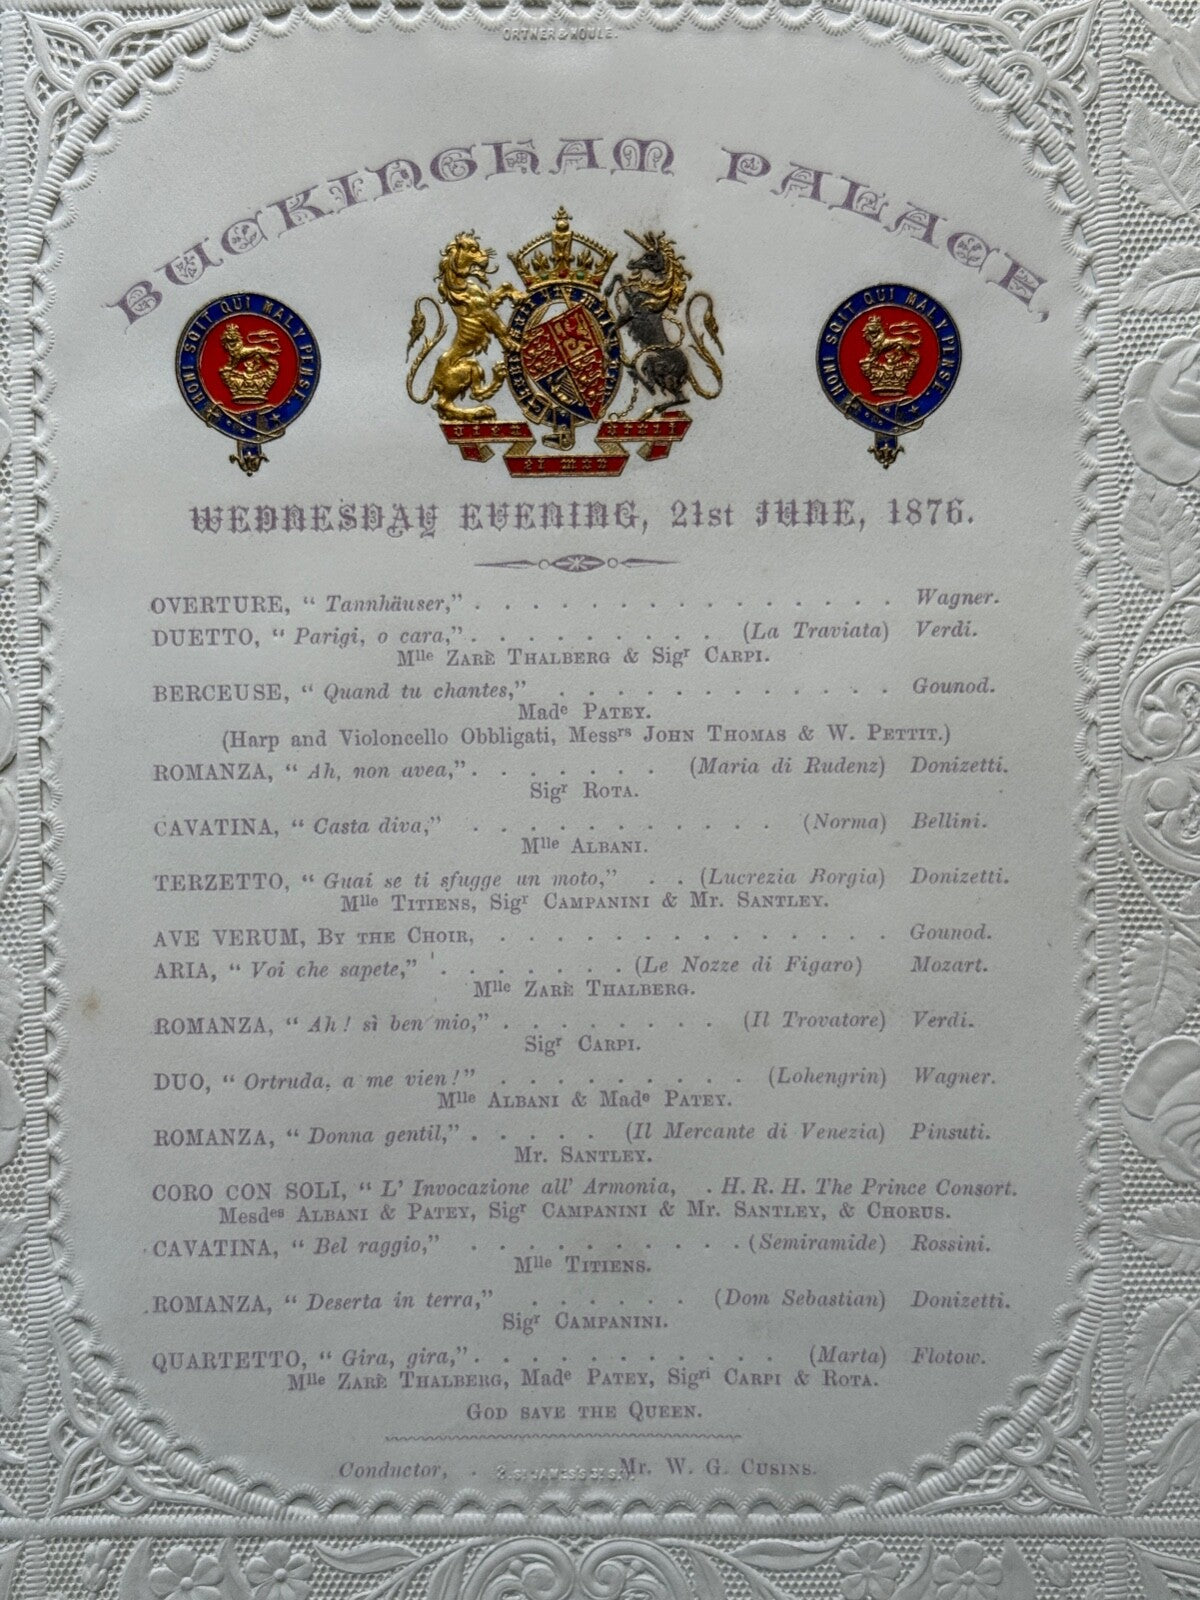 ORTNER & HOULE.
BUCKINGHAM PALACE,
HONI SOIT QUI MAL Y PENSE
HONI SOIT QUI MAL Y PENSE
DIEU ET MON DROIT
WEDNESDAY EVENING, 21st JUNE, 1876.
OVERTURE, “ Tannhäuser,” . . . . . . . . . . . . . . . . Wagner.
DUETTO, “ Parigi, o cara,” . . . . . . . . . . (La Traviata) Verdi.
Mlle ZARÈ THALBERG & Sigr CARPI.
BERCEUSE, “ Quand tu chantes,” . . . . . . . . . . . . . Gounod.
Made PATEY.
(Harp and Violoncello Obbligati, Messrs JOHN THOMAS & W. PETTIT.)
ROMANZA, “ Ah, non avea,” . . . . . . . (Maria di Rudenz) Donizetti.
Sigr ROTA.
CAVATINA, “ Casta diva,” . . . . . . . . . . . (Norma) Bellini.
Mlle ALBANI.
TERZETTO, “ Guai se ti sfugge un moto,” . . (Lucrezia Borgia) Donizetti.
Mlle TITIENS, Sigr CAMPANINI & Mr. SANTLEY.
AVE VERUM, BY THE CHOIR, . . . . . . . . . . . . . . . Gounod.
ARIA, “ Voi che sapete,” . . . . . . . (Le Nozze di Figaro) Mozart.
Mlle ZARÈ THALBERG.
ROMANZA, “ Ah ! sì ben mio,” . . . . . . . . (Il Trovatore) Verdi.
Sigr CARPI.
DUO, “ Ortruda, a me vien !” . . . . . . . . . (Lohengrin) Wagner.
Mlle ALBANI & Made PATEY.
ROMANZA, “ Donna gentil,” . . . . . (Il Mercante di Venezia) Pinsuti.
Mr. SANTLEY.
CORO CON SOLI, “ L’ Invocazione all’ Armonia, . H. R. H. The Prince Consort.
Mesdes ALBANI & PATEY, Sigr CAMPANINI & Mr. SANTLEY, & CHORUS.
CAVATINA, “ Bel raggio,” . . . . . . . . . . (Semiramide) Rossini.
Mlle TITIENS.
ROMANZA, “ Deserta in terra,” . . . . . . (Dom Sebastian) Donizetti.
Sigr CAMPANINI.
QUARTETTO, “ Gira, gira,” . . . . . . . . . . . (Marta) Flotow.
Mlle ZARÈ THALBERG, Made PATEY, Sigri CARPI & ROTA.
GOD SAVE THE QUEEN.
Conductor, . Mr. W. G. CUSINS.
ST JAMES'S ST